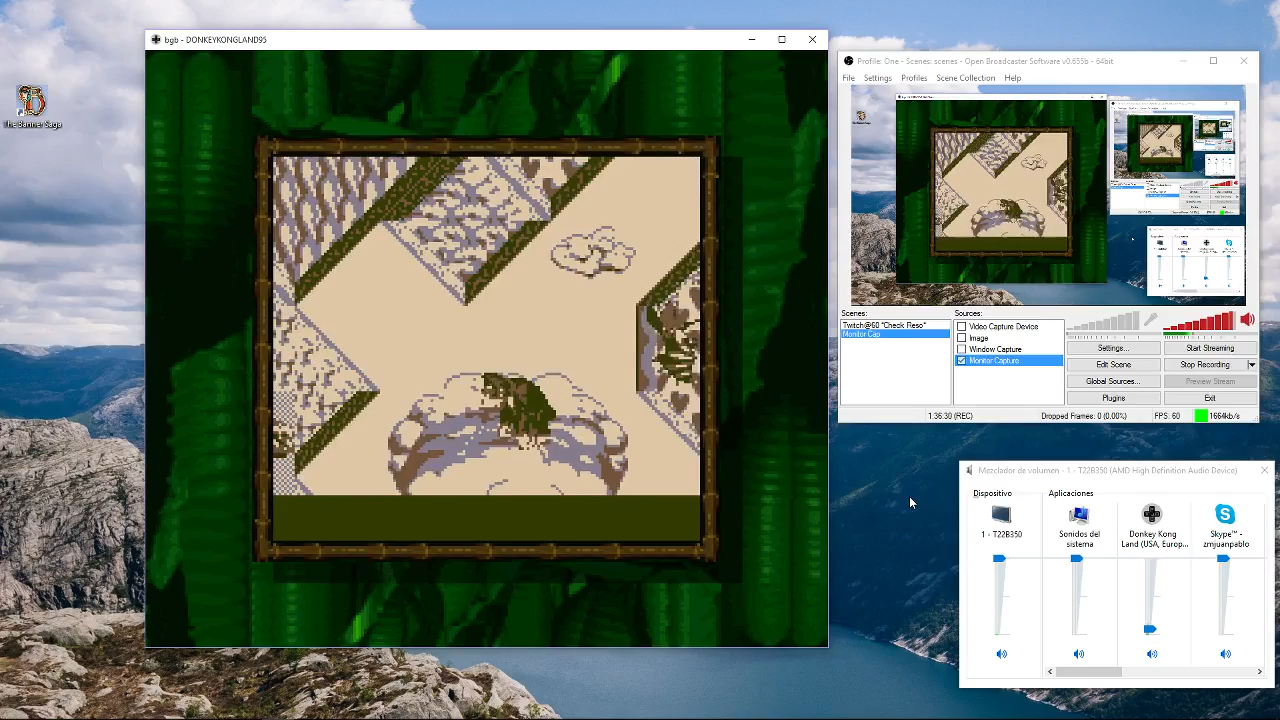 bgb - DONKEYKONGLAND95
The Banner Saga
Profile: One - Scenes: scenes - Open Broadcaster Software v0.655b - 64bit
File Settings Profiles Scene Collection Help
Scenes:
Twitch@60 "Check Reso"
Monitor Cap
Sources:
Video Capture Device
Image
Window Capture
Monitor Capture
Settings...
Start Streaming
Edit Scene
Stop Recording
Global Sources...
Preview Stream
Plugins
Exit
1:36:30 (REC)
Dropped Frames: 0 (0.00%)
FPS: 60
1664kb/s
Mezclador de volumen - 1 - T22B350 (AMD High Definition Audio Device)
Dispositivo
Aplicaciones
1 - T22B350
Sonidos del
sistema
Donkey Kong
Land (USA, Europ...
Skype™ -
zmjuanpablo